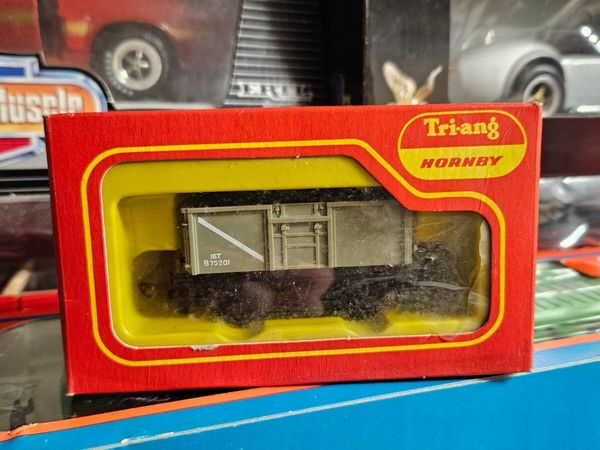 Muscle
Tri-ang
HORNBY
16T
B75201